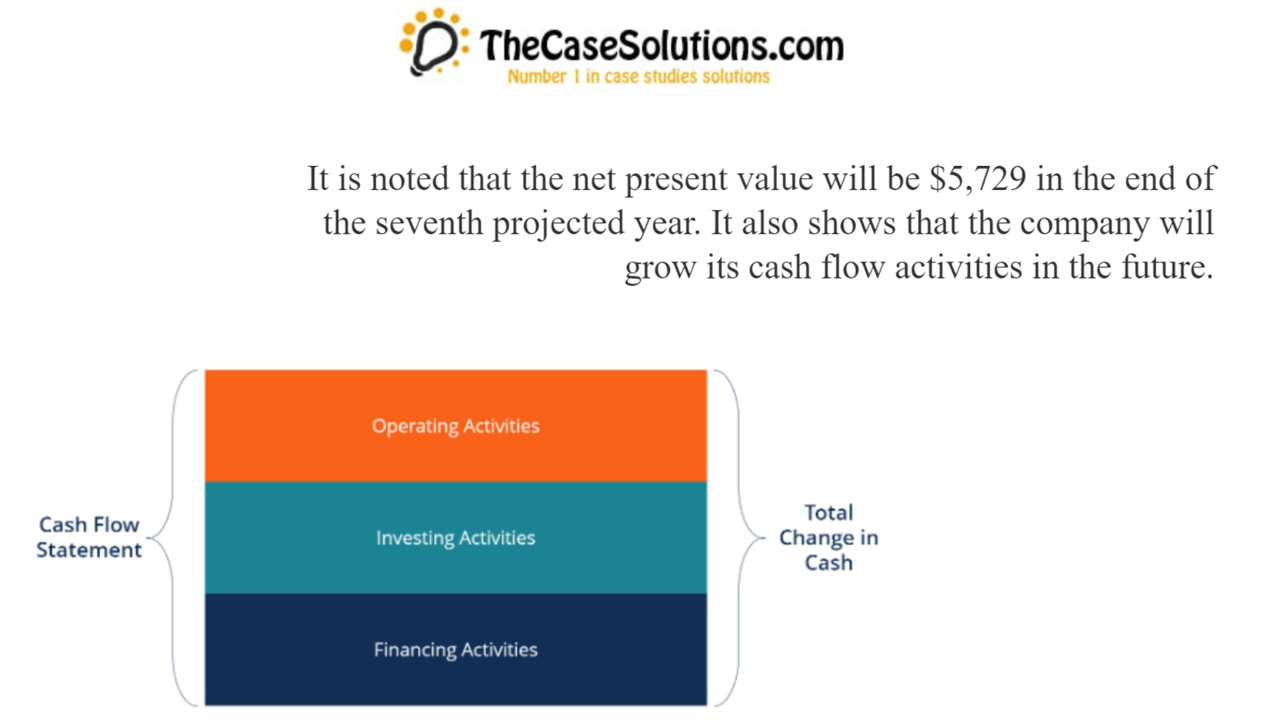 TheCaseSolutions.com
Number 1 in case studies solutions
It is noted that the net present value will be $5,729 in the end of
the seventh projected year. It also shows that the company will
grow its cash flow activities in the future.
Operating Activities
Cash Flow
Statement
Investing Activities
Total
Change in
Cash
Financing Activities